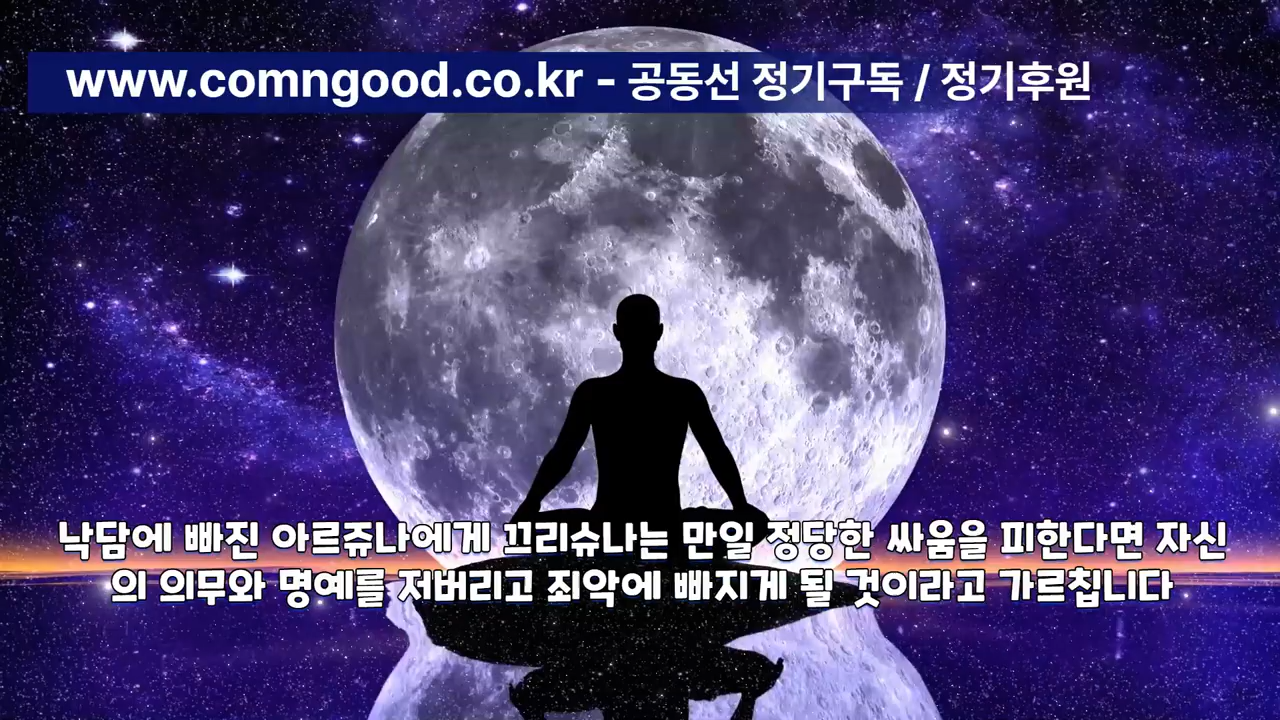 www.comngood.co.kr - 공동선 정기구독 / 정기후원
낙담에 빠진 아르쥬나에게 끄리슈나는 만일 정당한 싸움을 피한다면 자신
의 의무와 명예를 저버리고 죄악에 빠지게 될 것이라고 가르칩니다